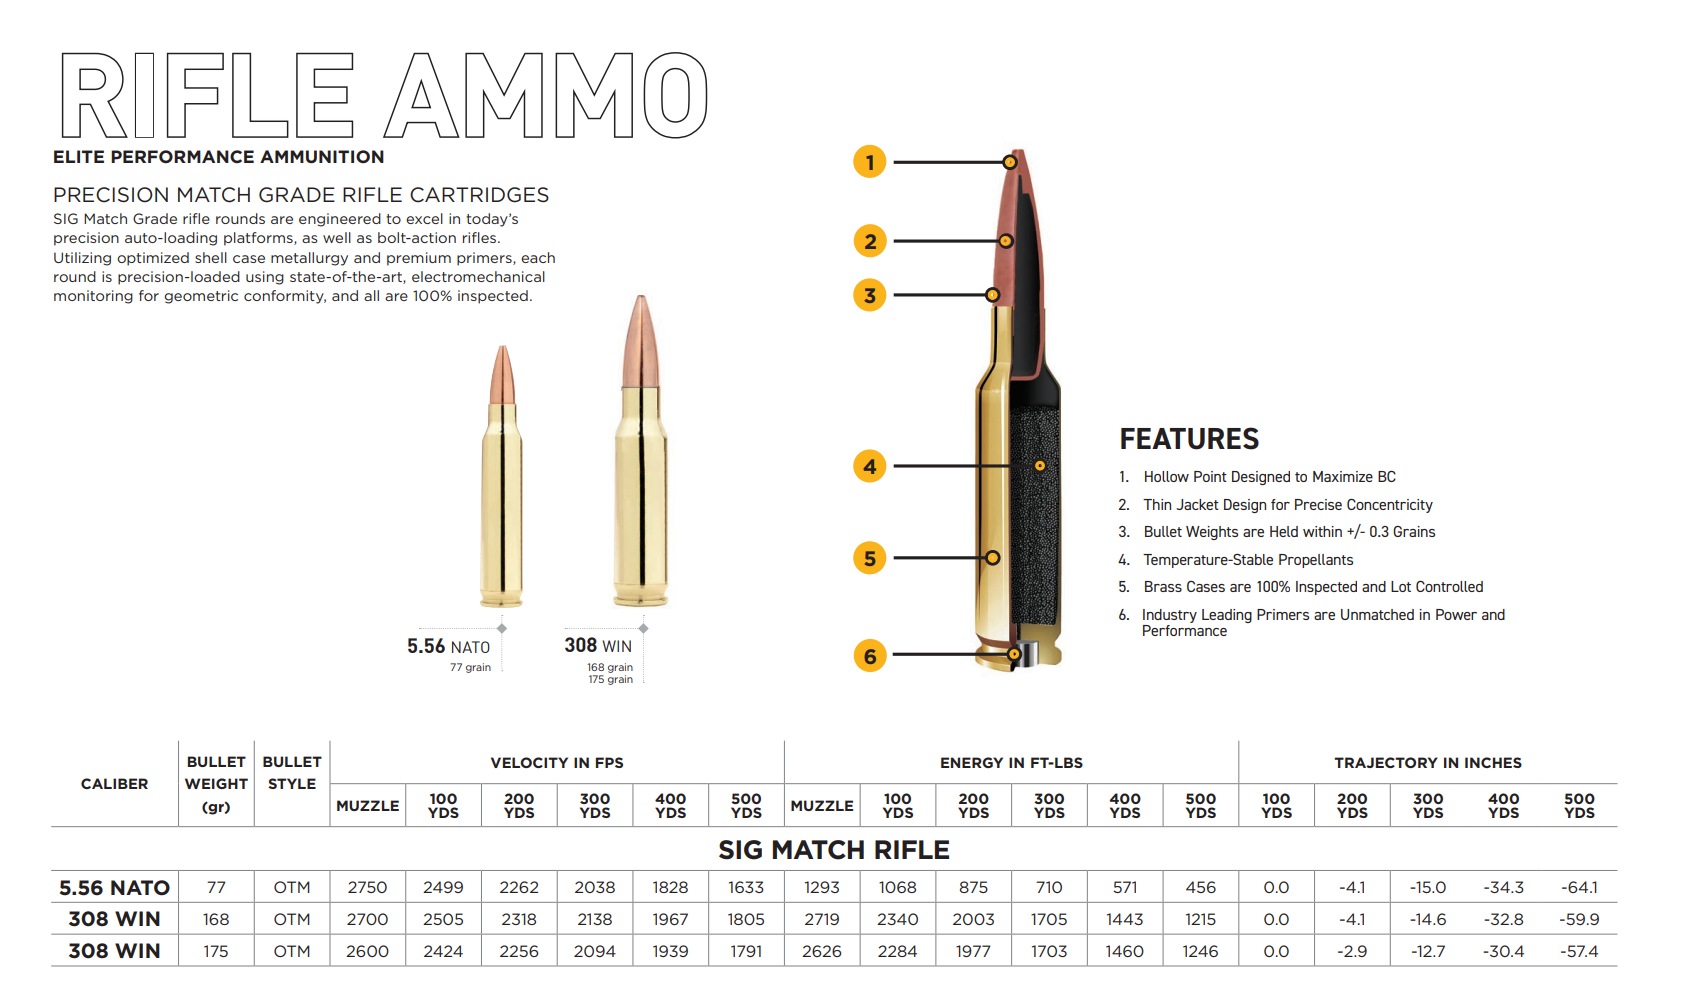 RIFLE AMMO
ELITE PERFORMANCE AMMUNITION
PRECISION MATCH GRADE RIFLE CARTRIDGES
SIG Match Grade rifle rounds are engineered to excel in today's
precision auto-loading platforms, as well as bolt-action rifles.
Utilizing optimized shell case metallurgy and premium primers, each
round is precision-loaded using state-of-the-art, electromechanical
monitoring for geometric conformity, and all are 100% inspected.
5.56 NATO
77 grain
308 WIN
168 grain
175 grain
1
2
3
4
5
6
FEATURES
1. Hollow Point Designed to Maximize BC
2. Thin Jacket Design for Precise Concentricity
3. Bullet Weights are Held within +/- 0.3 Grains
4. Temperature-Stable Propellants
5. Brass Cases are 100% Inspected and Lot Controlled
6. Industry Leading Primers are Unmatched in Power and
Performance
CALIBER BULLET WEIGHT (gr) BULLET STYLE VELOCITY IN FPS ENERGY IN FT-LBS TRAJECTORY IN INCHES
MUZZLE 100 YDS 200 YDS 300 YDS 400 YDS 500 YDS MUZZLE 100 YDS 200 YDS 300 YDS 400 YDS 500 YDS 100 YDS 200 YDS 300 YDS 400 YDS 500 YDS
SIG MATCH RIFLE
5.56 NATO 77 OTM 2750 2499 2262 2038 1828 1633 1293 1068 875 710 571 456 0.0 -4.1 -15.0 -34.3 -64.1
308 WIN 168 OTM 2700 2505 2318 2138 1967 1805 2719 2340 2003 1705 1443 1215 0.0 -4.1 -14.6 -32.8 -59.9
308 WIN 175 OTM 2600 2424 2256 2094 1939 1791 2626 2284 1977 1703 1460 1246 0.0 -2.9 -12.7 -30.4 -57.4